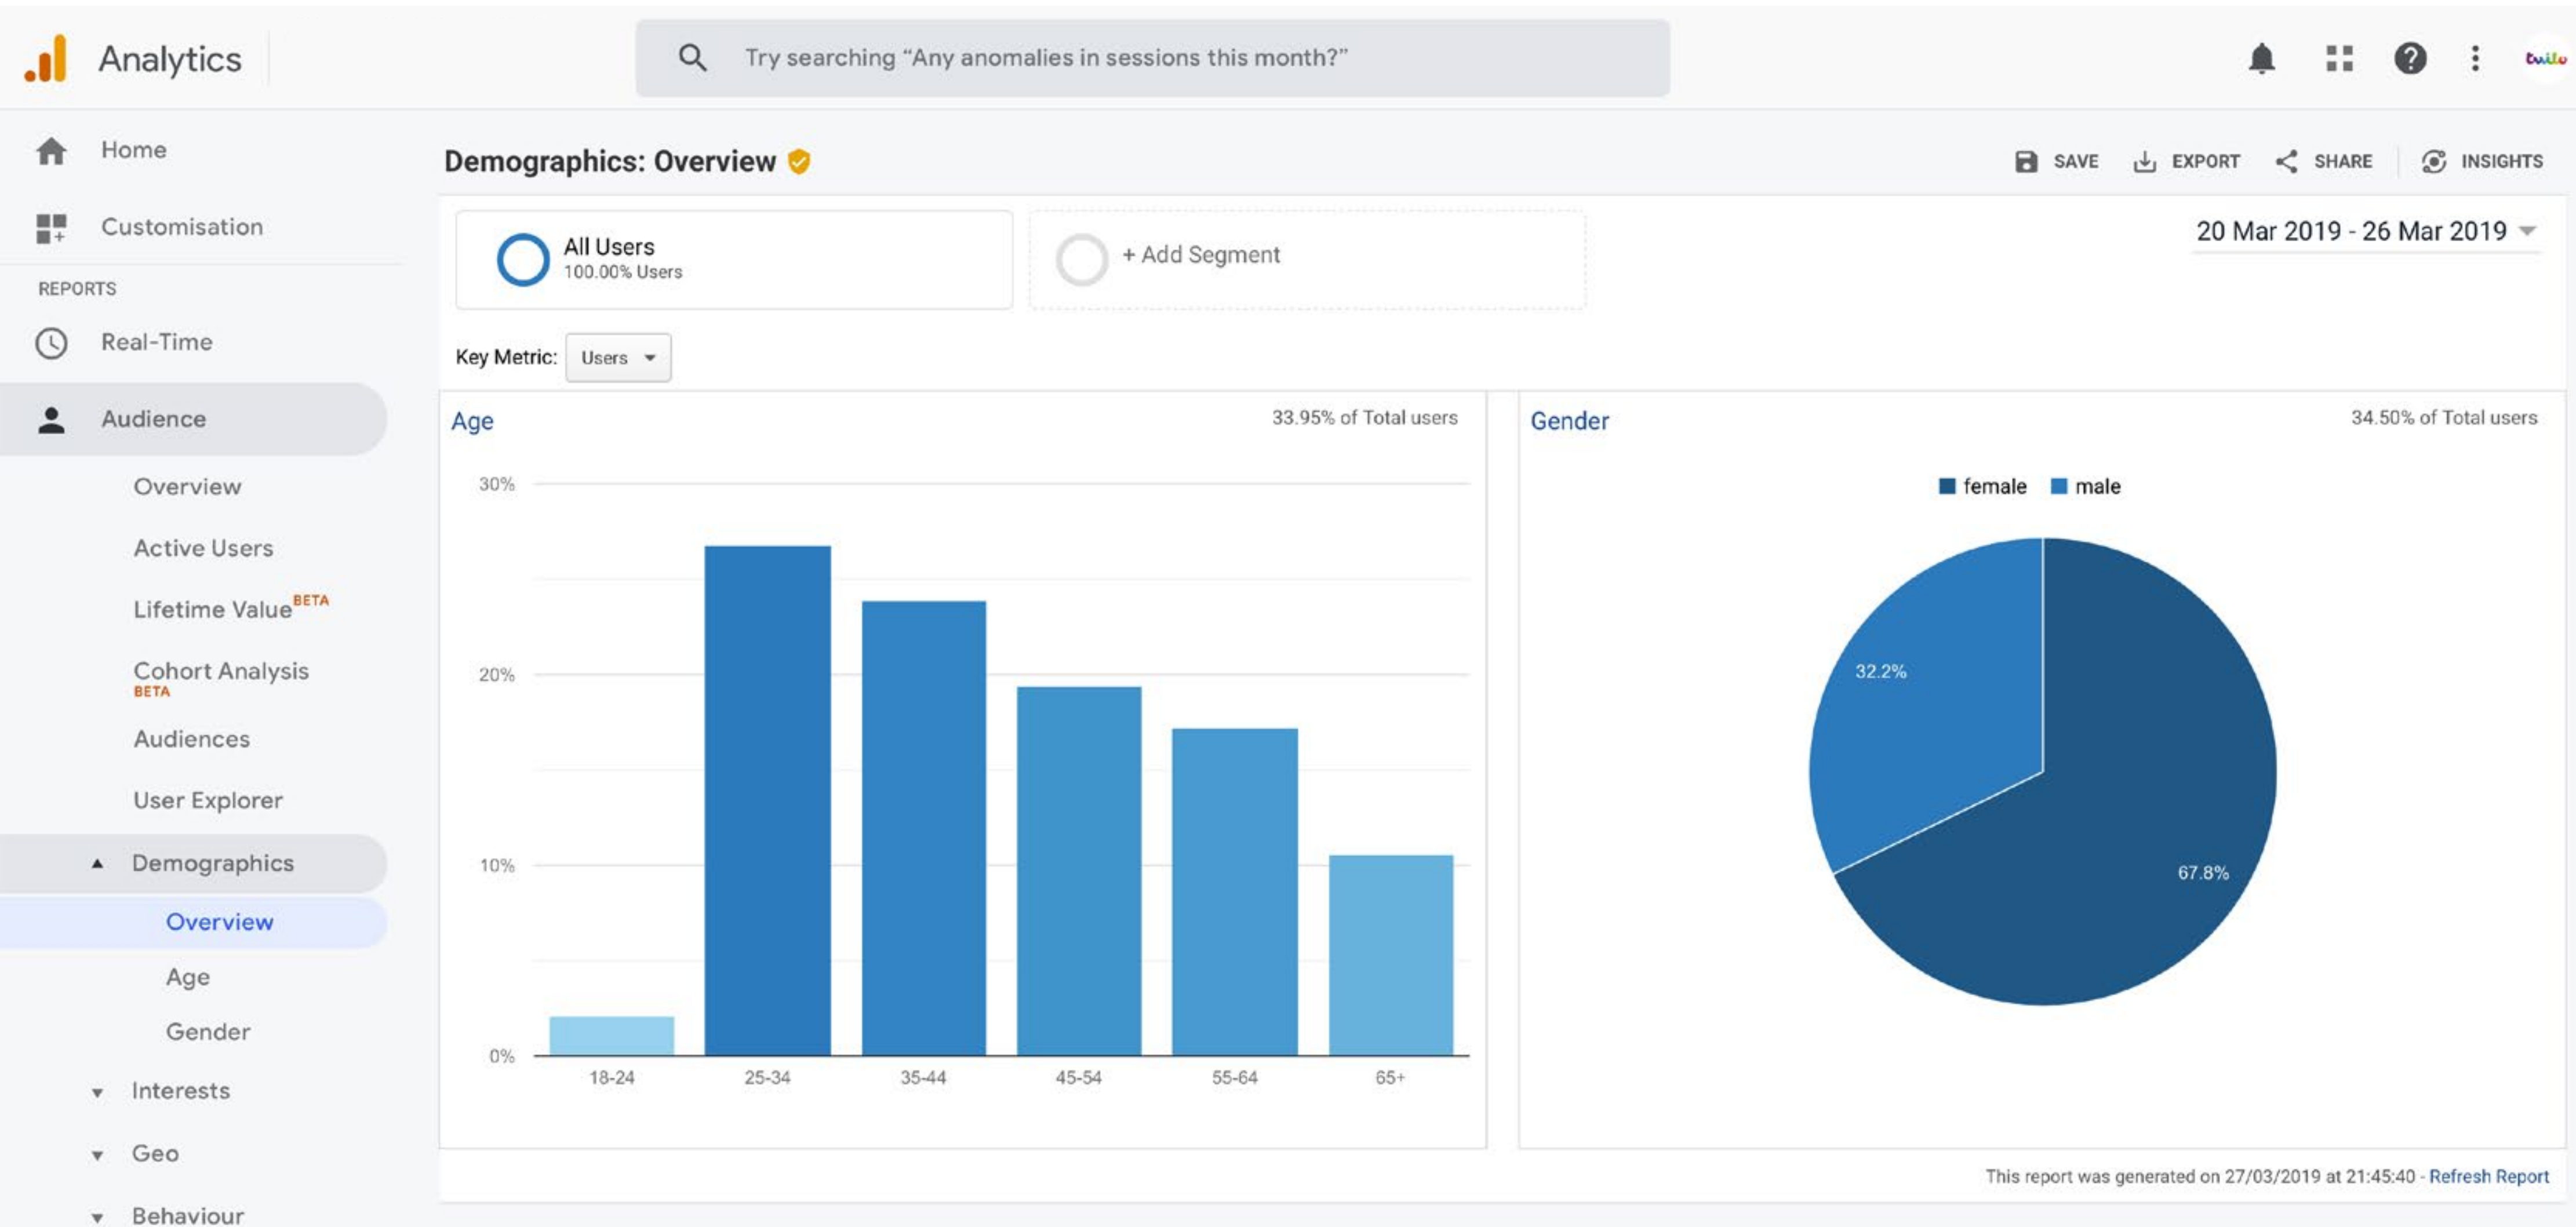 Analytics
Try searching “Any anomalies in sessions this month?”
twilo
Home
Customisation
REPORTS
Real-Time
Audience
Overview
Active Users
Lifetime Value BETA
Cohort Analysis
BETA
Audiences
User Explorer
Demographics
Overview
Age
Gender
Interests
Geo
Behaviour
Demographics: Overview
SAVE EXPORT SHARE INSIGHTS
All Users
100.00% Users
+ Add Segment
20 Mar 2019 - 26 Mar 2019
Key Metric: Users
Age
33.95% of Total users
30%
20%
10%
0%
18-24 25-34 35-44 45-54 55-64 65+
Gender
34.50% of Total users
female male
32.2%
67.8%
This report was generated on 27/03/2019 at 21:45:40 - Refresh Report